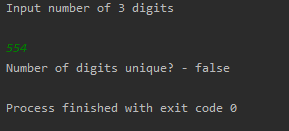 Input number of 3 digits
554
Number of digits unique? - false
Process finished with exit code 0